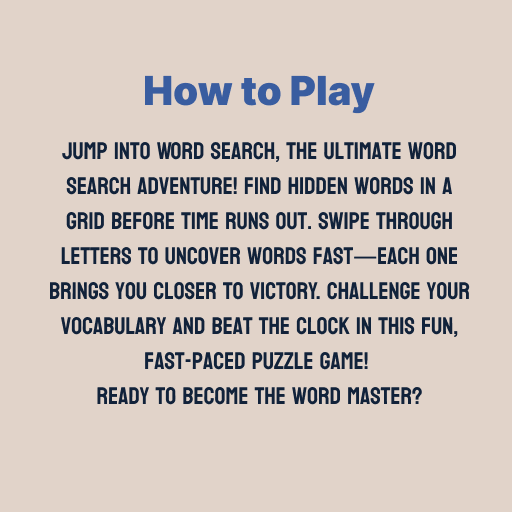 How to Play
JUMP INTO WORD SEARCH, THE ULTIMATE WORD
SEARCH ADVENTURE! FIND HIDDEN WORDS IN A
GRID BEFORE TIME RUNS OUT. SWIPE THROUGH
LETTERS TO UNCOVER WORDS FAST—EACH ONE
BRINGS YOU CLOSER TO VICTORY. CHALLENGE YOUR
VOCABULARY AND BEAT THE CLOCK IN THIS FUN,
FAST-PACED PUZZLE GAME!
READY TO BECOME THE WORD MASTER?